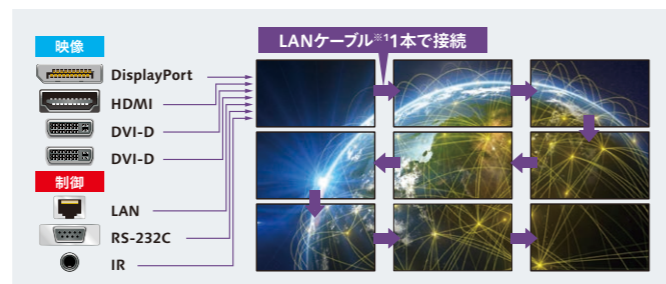 映像
DisplayPort
HDMI
DVI-D
DVI-D
制御
LAN
RS-232C
IR
LANケーブル※11本で接続